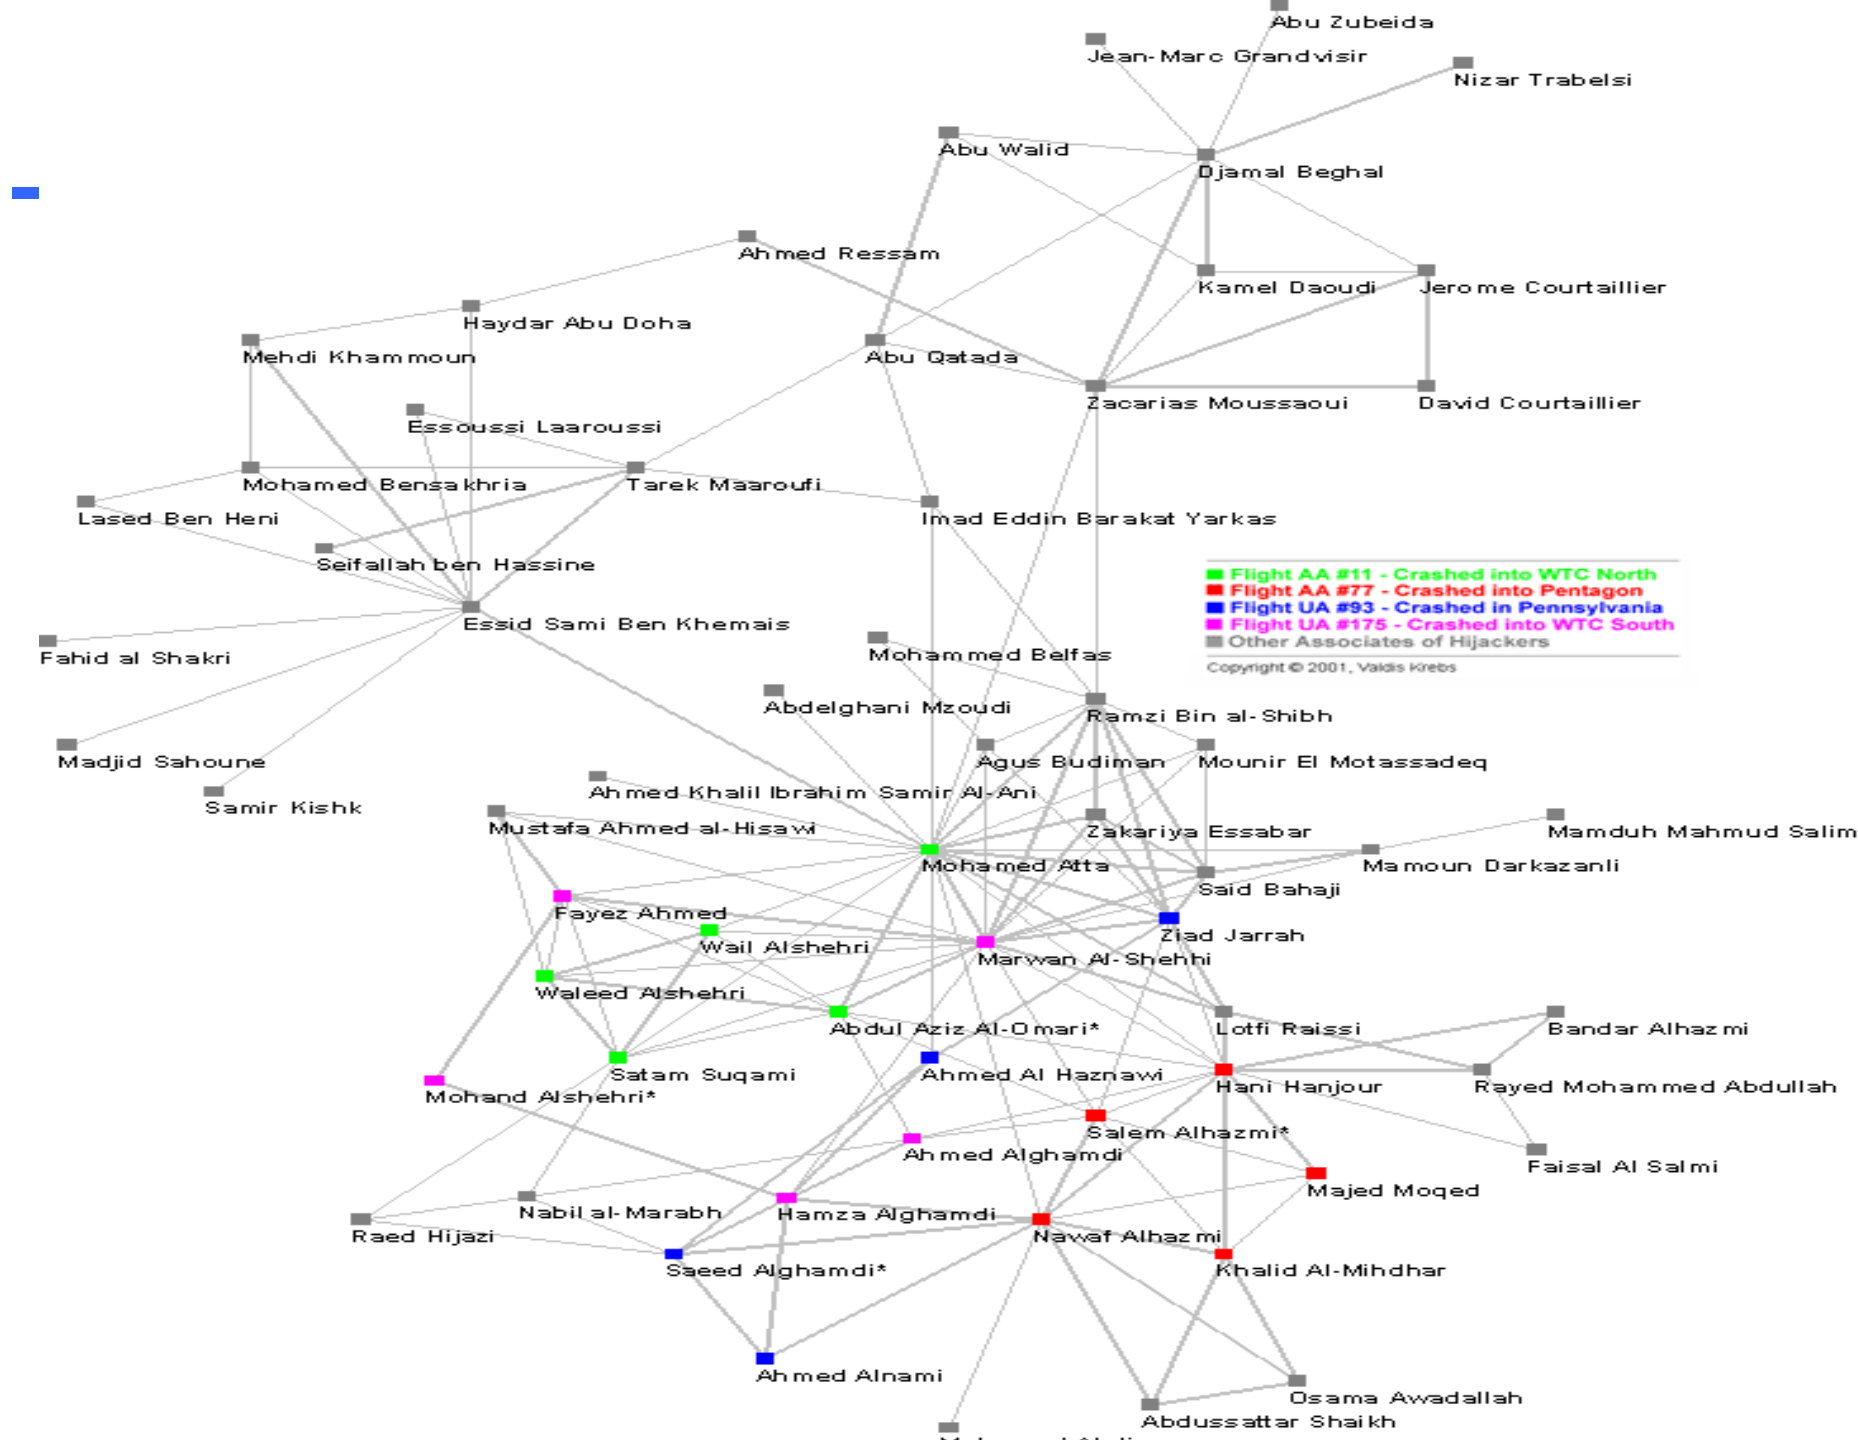 Abu Zubeida
Jean-Marc Grandvisir
Nizar Trabelsi
Abu Walid
Djamal Beghal
Ahmed Ressam
Kamel Daoudi
Jerome Courtaillier
Haydar Abu Doha
Mehdi Khammoun
Abu Qatada
Zacarias Moussaoui
David Courtaillier
Essoussi Laaroussi
Mohamed Bensakhria
Tarek Maaroufi
Lased Ben Heni
Imad Eddin Barakat Yarkas
Seifallah ben Hassine
Flight AA #11 - Crashed into WTC North
Flight AA #77 - Crashed into Pentagon
Flight UA #93 - Crashed in Pennsylvania
Flight UA #175 - Crashed into WTC South
Other Associates of Hijackers
Copyright © 2001, Valdis Krebs
Essid Sami Ben Khemais
Fahid al Shakri
Mohammed Belfas
Abdelghani Mzoudi
Ramzi Bin al-Shibh
Madjid Sahoune
Agus Budiman
Mounir El Motassadeq
Ahmed Khalil Ibrahim Samir Al-Ani
Samir Kishk
Mustafa Ahmed al-Hisawi
Zakariya Essabar
Mamduh Mahmud Salim
Mohamed Atta
Mamoun Darkazanli
Said Bahaji
Fayez Ahmed
Wail Alshehri
Ziad Jarrah
Marwan Al-Shehhi
Waleed Alshehri
Abdul Aziz Al-Omari*
Lotfi Raissi
Bandar Alhazmi
Satam Suqami
Ahmed Al Haznawi
Hani Hanjour
Rayed Mohammed Abdullah
Mohand Alshehri*
Salem Alhazmi*
Ahmed Alghamdi
Faisal Al Salmi
Majed Moqed
Nabil al-Marabh
Hamza Alghamdi
Raed Hijazi
Nawaf Alhazmi
Saeed Alghamdi*
Khalid Al-Mihdhar
Ahmed Alnami
Osama Awadallah
Abdussattar Shaikh